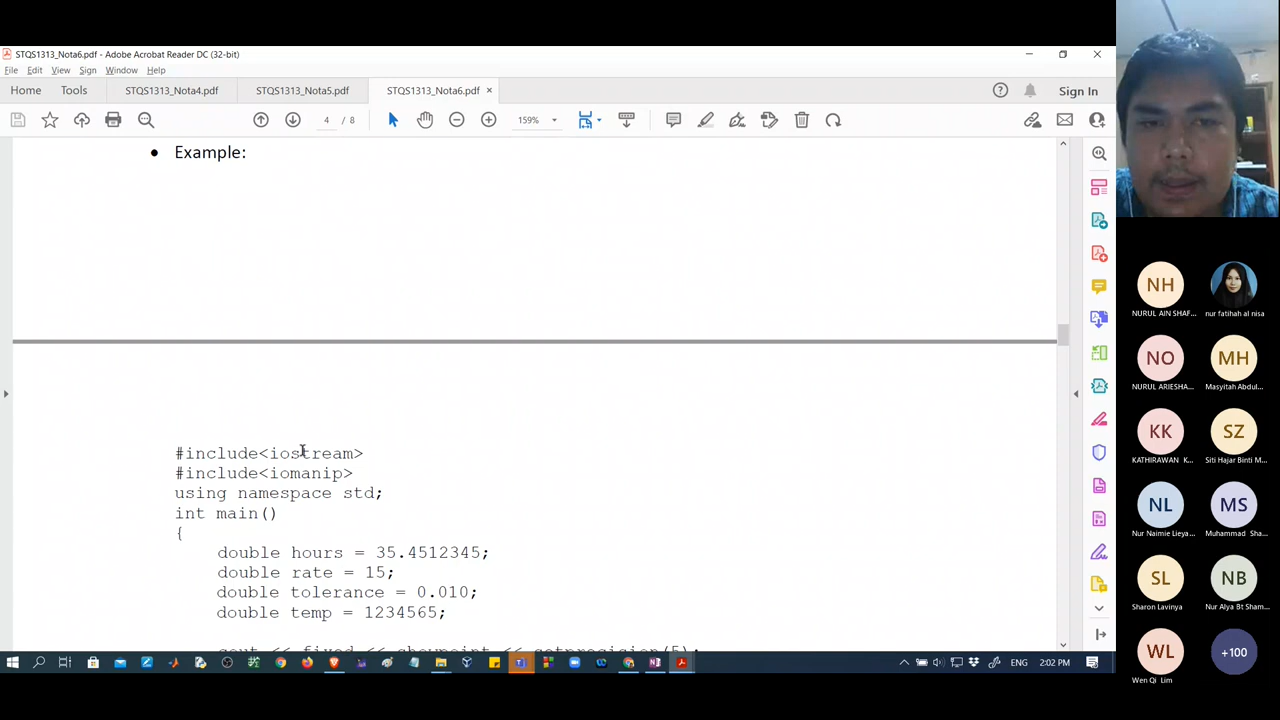 STQS1313_Nota6.pdf - Adobe Acrobat Reader DC (32-bit)
File Edit View Sign Window Help
Home Tools STQS1313_Nota4.pdf STQS1313_Nota5.pdf STQS1313_Nota6.pdf × Sign In
4 / 8 159%
• Example:
#include<iostream>
#include<iomanip>
using namespace std;
int main()
{
double hours = 35.4512345;
double rate = 15;
double tolerance = 0.010;
double temp = 1234565;
cout << fixed << showpoint << setprecision(5);
NH
NURUL AIN SHAF...
nur fatihah al nisa
NO
NURUL ARIESHA...
MH
Masyitah Abdul...
KK
KATHIRAWAN K...
SZ
Siti Hajar Binti M...
NL
Nur Naimie Lieya...
MS
Muhammad Sha...
SL
Sharon Lavinya
NB
Nur Alya Bt Sham...
WL
Wen Qi Lim
+100
ENG 2:02 PM